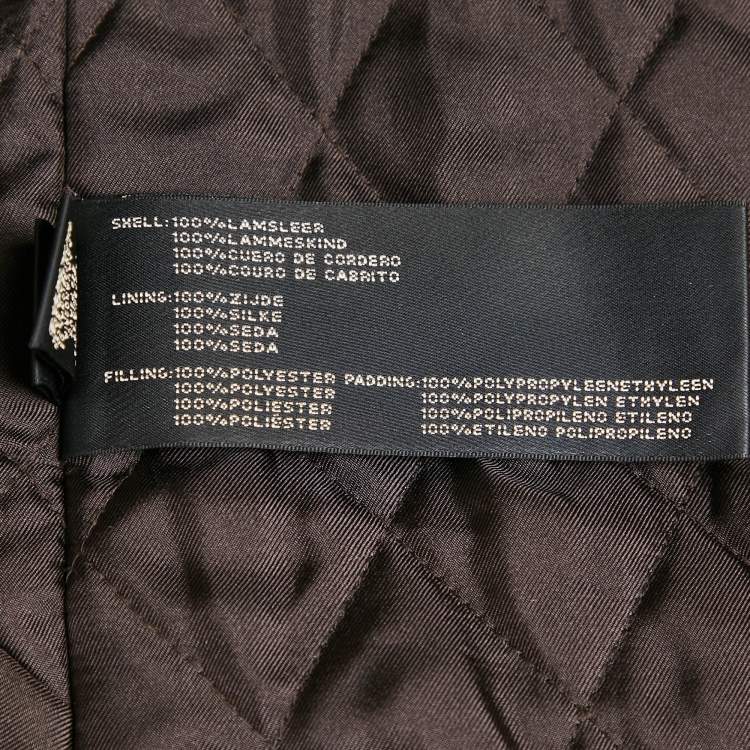 SHELL:100%LAMSLEER
100%LAMMESKIND
100%CUERO DE CORDERO
100%COURO DE CABRITO
LINING:100%ZIJDE
100%SILKE
100%SEDA
100%SEDA
FILLING:100%POLYESTER PADDING:100%POLYPROPYLEENETHYLEEN
100%POLYESTER 100%POLYPROPYLEN ETHYLEN
100%POLIESTER 100%POLIPROPILENO ETILENO
100%POLIÉSTER 100%ETILENO POLIPROPILENO